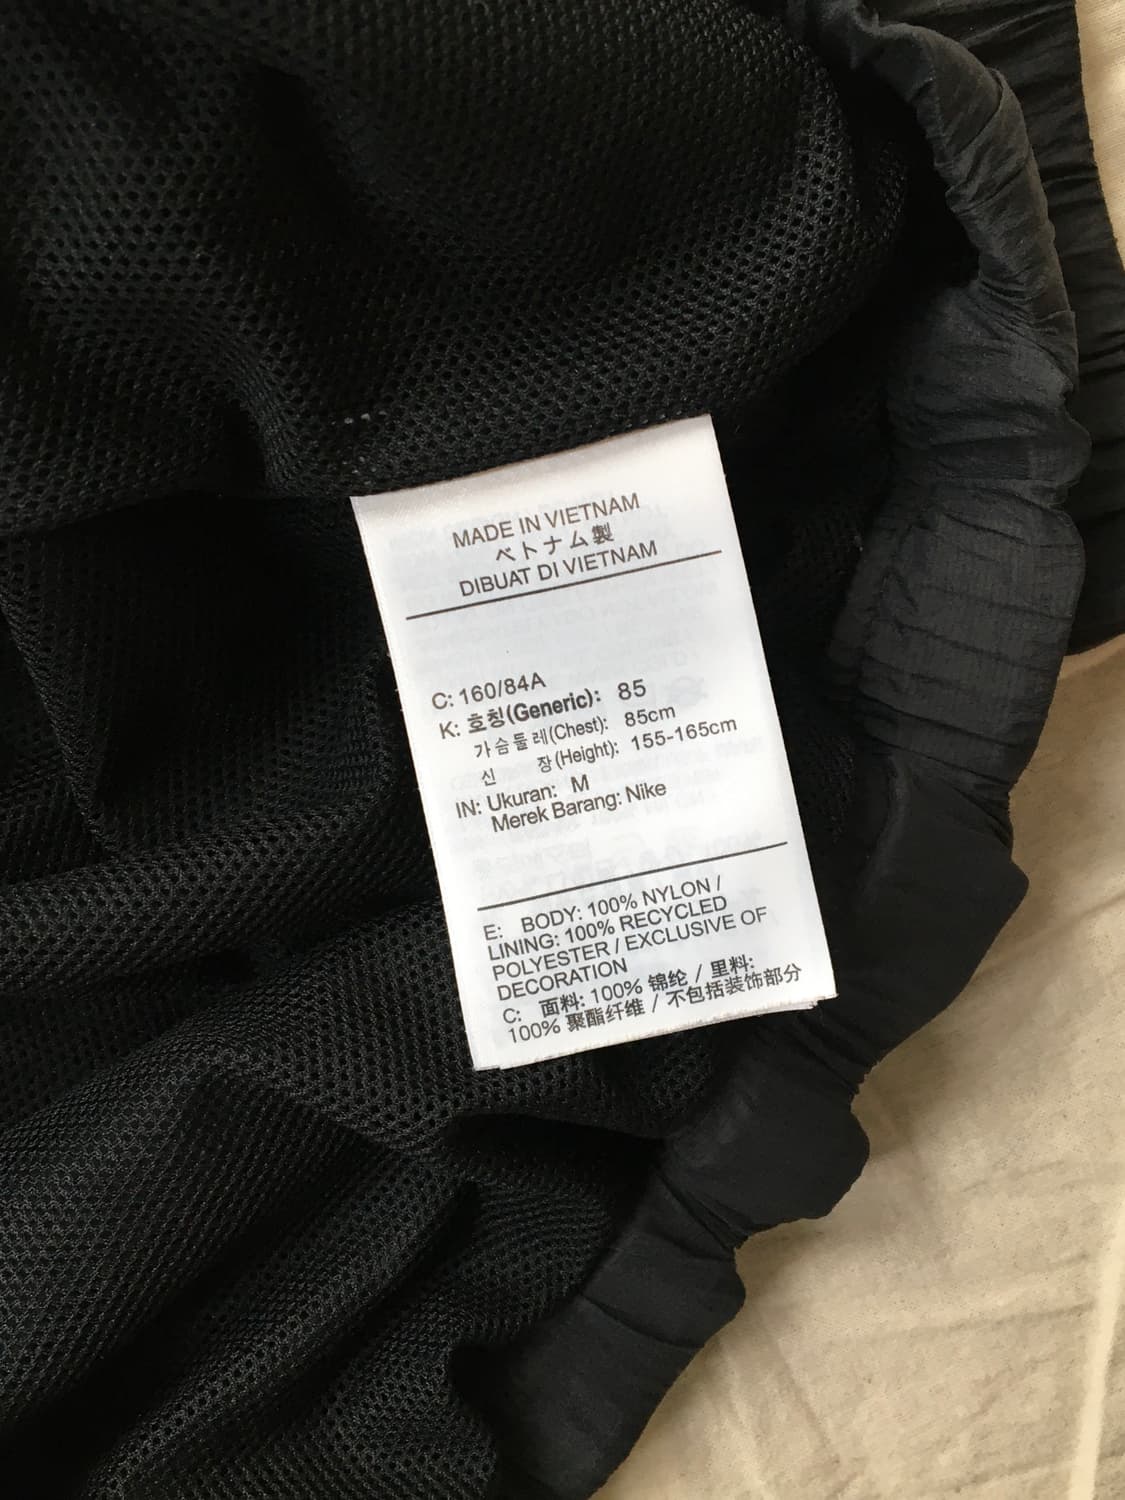 MADE IN VIETNAM
ベトナム製
DIBUAT DI VIETNAM
C: 160/84A
K: 호칭(Generic): 85
가슴둘레(Chest): 85cm
신 장(Height): 155-165cm
IN: Ukuran: M
Merek Barang: Nike
E: BODY: 100% NYLON /
LINING: 100% RECYCLED
POLYESTER / EXCLUSIVE OF
DECORATION
C: 面料: 100% 锦纶 / 里料:
100% 聚酯纤维 / 不包括装饰部分